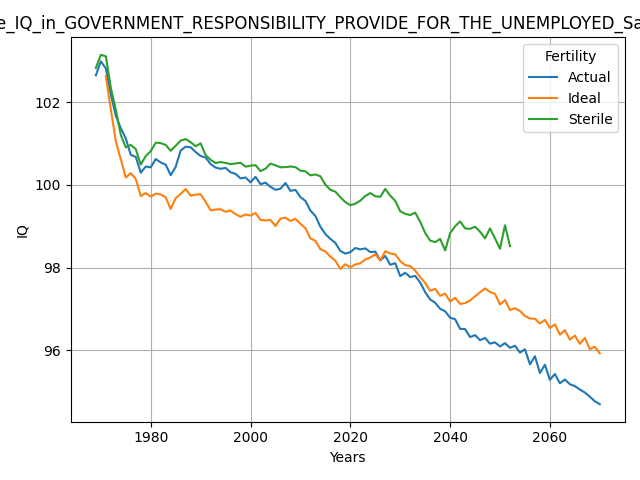 e_IQ_in_GOVERNMENT_RESPONSIBILITY_PROVIDE_FOR_THE_UNEMPLOYED_Sa
Fertility
Actual
Ideal
Sterile
102
100
98
96
IQ
1980 2000 2020 2040 2060
Years